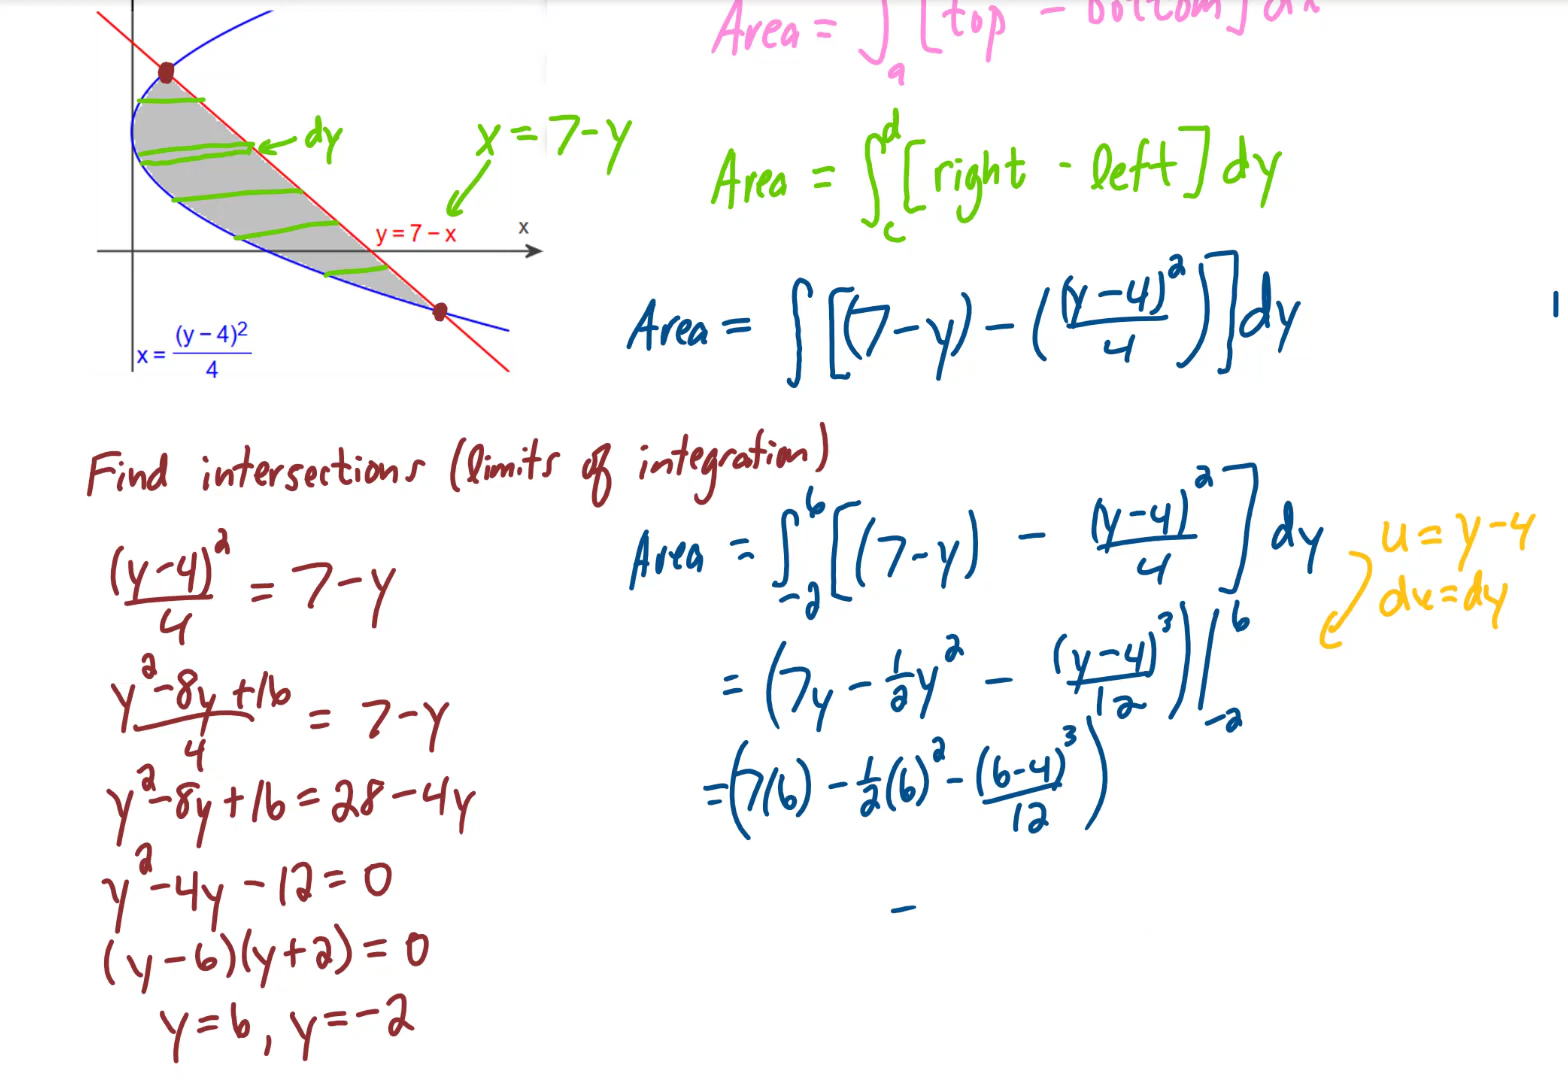 Area = ∫ₐ [top - bottom] dx
dy
x = 7-y
Area = ∫_c^d [right - left] dy
y = 7 − x
x
x = (y − 4)² / 4
Area = ∫ [(7-y) - ((y-4)²/4)] dy
1
Find intersections (limits of integration)
(y-4)²/4 = 7-y
y²-8y+16/4 = 7-y
y²-8y+16 = 28-4y
y²-4y-12 = 0
(y-6)(y+2) = 0
y=6, y=-2
Area = ∫_{-2}^6 [(7-y) - (y-4)²/4] dy
u = y-4
du = dy
= (7y - ½y² - (y-4)³/12) |_{-2}^6
= (7(6) - ½(6)² - (6-4)³/12)
-